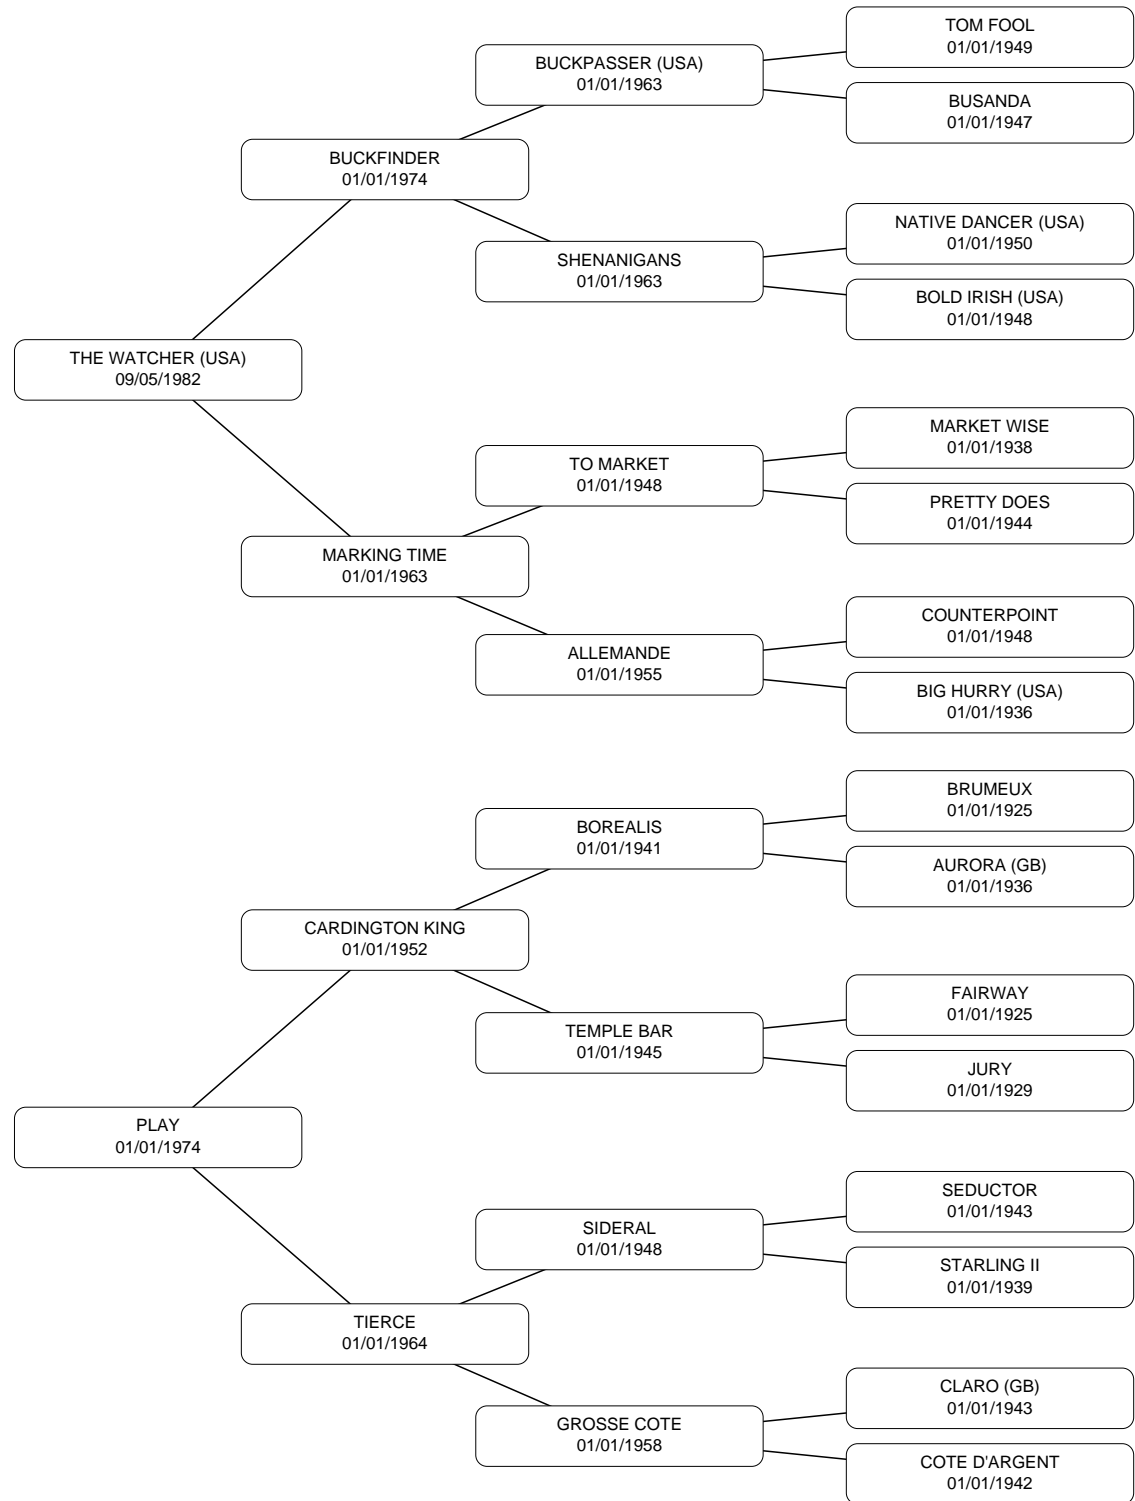 TOM FOOL
01/01/1949
BUCKPASSER (USA)
01/01/1963
BUSANDA
01/01/1947
BUCKFINDER
01/01/1974
NATIVE DANCER (USA)
01/01/1950
SHENANIGANS
01/01/1963
BOLD IRISH (USA)
01/01/1948
THE WATCHER (USA)
09/05/1982
MARKET WISE
01/01/1938
TO MARKET
01/01/1948
PRETTY DOES
01/01/1944
MARKING TIME
01/01/1963
COUNTERPOINT
01/01/1948
ALLEMANDE
01/01/1955
BIG HURRY (USA)
01/01/1936
BRUMEUX
01/01/1925
BOREALIS
01/01/1941
AURORA (GB)
01/01/1936
CARDINGTON KING
01/01/1952
FAIRWAY
01/01/1925
TEMPLE BAR
01/01/1945
JURY
01/01/1929
PLAY
01/01/1974
SEDUCTOR
01/01/1943
SIDERAL
01/01/1948
STARLING II
01/01/1939
TIERCE
01/01/1964
CLARO (GB)
01/01/1943
GROSSE COTE
01/01/1958
COTE D'ARGENT
01/01/1942